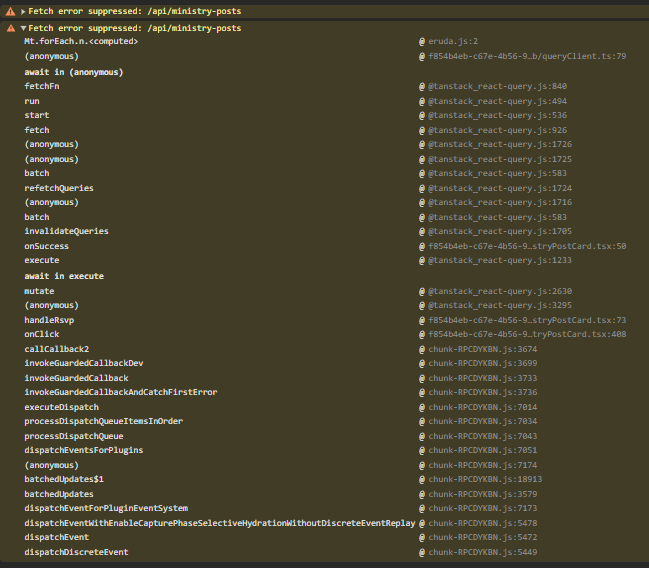 Fetch error suppressed: /api/ministry-posts
Fetch error suppressed: /api/ministry-posts
Mt.forEach.n.<computed> @ eruda.js:2
(anonymous) @ f854b4eb-c67e-4b56-9…b/queryClient.ts:79
await in (anonymous)
fetchFn @ @tanstack_react-query.js:840
run @ @tanstack_react-query.js:494
start @ @tanstack_react-query.js:536
fetch @ @tanstack_react-query.js:926
(anonymous) @ @tanstack_react-query.js:1726
(anonymous) @ @tanstack_react-query.js:1725
batch @ @tanstack_react-query.js:583
refetchQueries @ @tanstack_react-query.js:1724
(anonymous) @ @tanstack_react-query.js:1716
batch @ @tanstack_react-query.js:583
invalidateQueries @ @tanstack_react-query.js:1705
onSuccess @ f854b4eb-c67e-4b56-9…stryPostCard.tsx:50
execute @ @tanstack_react-query.js:1233
await in execute
mutate @ @tanstack_react-query.js:2630
(anonymous) @ @tanstack_react-query.js:3295
handleRsvp @ f854b4eb-c67e-4b56-9…stryPostCard.tsx:73
onClick @ f854b4eb-c67e-4b56-9…tryPostCard.tsx:408
callCallback2 @ chunk-RPCDYKBN.js:3674
invokeGuardedCallbackDev @ chunk-RPCDYKBN.js:3699
invokeGuardedCallback @ chunk-RPCDYKBN.js:3733
invokeGuardedCallbackAndCatchFirstError @ chunk-RPCDYKBN.js:3736
executeDispatch @ chunk-RPCDYKBN.js:7014
processDispatchQueueItemsInOrder @ chunk-RPCDYKBN.js:7034
processDispatchQueue @ chunk-RPCDYKBN.js:7043
dispatchEventsForPlugins @ chunk-RPCDYKBN.js:7051
(anonymous) @ chunk-RPCDYKBN.js:7174
batchedUpdates$1 @ chunk-RPCDYKBN.js:18913
batchedUpdates @ chunk-RPCDYKBN.js:3579
dispatchEventForPluginEventSystem @ chunk-RPCDYKBN.js:7173
dispatchEventWithEnableCapturePhaseSelectiveHydrationWithoutDiscreteEventReplay @ chunk-RPCDYKBN.js:5478
dispatchEvent @ chunk-RPCDYKBN.js:5472
dispatchDiscreteEvent @ chunk-RPCDYKBN.js:5449